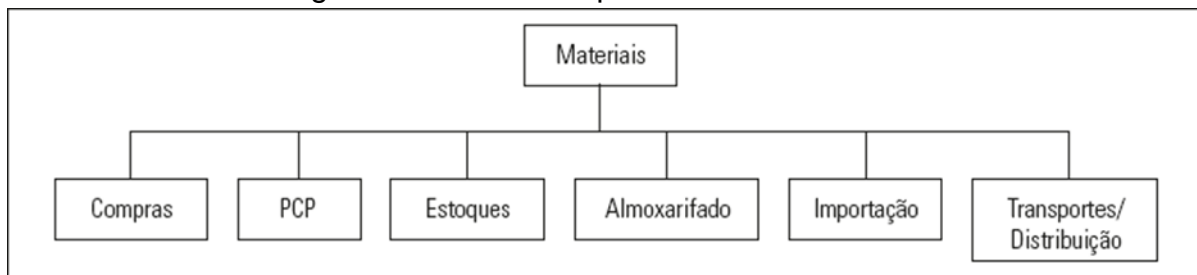 Materiais
Compras
PCP
Estoques
Almoxarifado
Importação
Transportes/
Distribuição